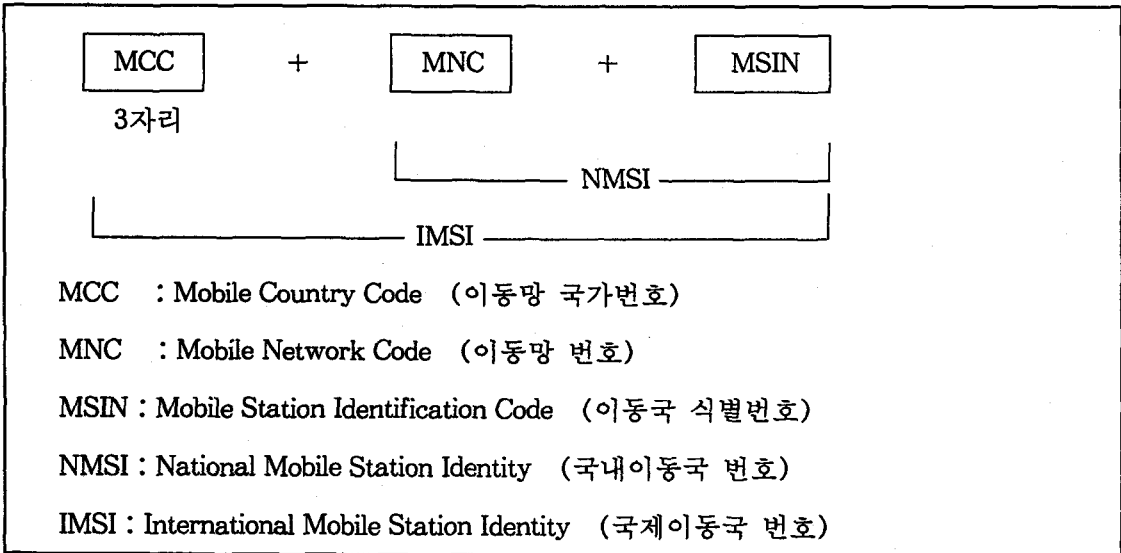 MCC + MNC + MSIN
3자리
NMSI
IMSI
MCC : Mobile Country Code (이동망 국가번호)
MNC : Mobile Network Code (이동망 번호)
MSIN : Mobile Station Identification Code (이동국 식별번호)
NMSI : National Mobile Station Identity (국내이동국 번호)
IMSI : International Mobile Station Identity (국제이동국 번호)